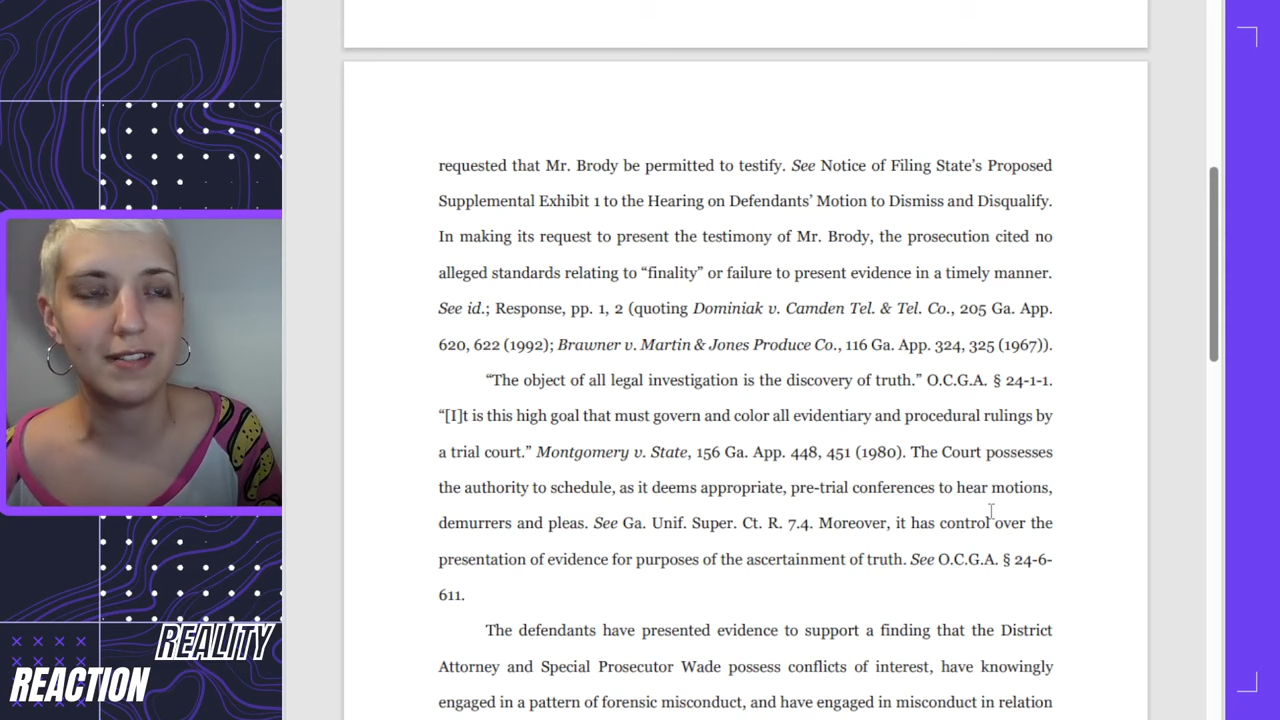 requested that Mr. Brody be permitted to testify. See Notice of Filing State’s Proposed
Supplemental Exhibit 1 to the Hearing on Defendants’ Motion to Dismiss and Disqualify.
In making its request to present the testimony of Mr. Brody, the prosecution cited no
alleged standards relating to “finality” or failure to present evidence in a timely manner.
See id.; Response, pp. 1, 2 (quoting Dominiak v. Camden Tel. & Tel. Co., 205 Ga. App.
620, 622 (1992); Brawner v. Martin & Jones Produce Co., 116 Ga. App. 324, 325 (1967)).
“The object of all legal investigation is the discovery of truth.” O.C.G.A. § 24-1-1.
“[I]t is this high goal that must govern and color all evidentiary and procedural rulings by
a trial court.” Montgomery v. State, 156 Ga. App. 448, 451 (1980). The Court possesses
the authority to schedule, as it deems appropriate, pre-trial conferences to hear motions,
demurrers and pleas. See Ga. Unif. Super. Ct. R. 7.4. Moreover, it has control over the
presentation of evidence for purposes of the ascertainment of truth. See O.C.G.A. § 24-6-
611.
The defendants have presented evidence to support a finding that the District
Attorney and Special Prosecutor Wade possess conflicts of interest, have knowingly
engaged in a pattern of forensic misconduct, and have engaged in misconduct in relation
REALITY
REACTION